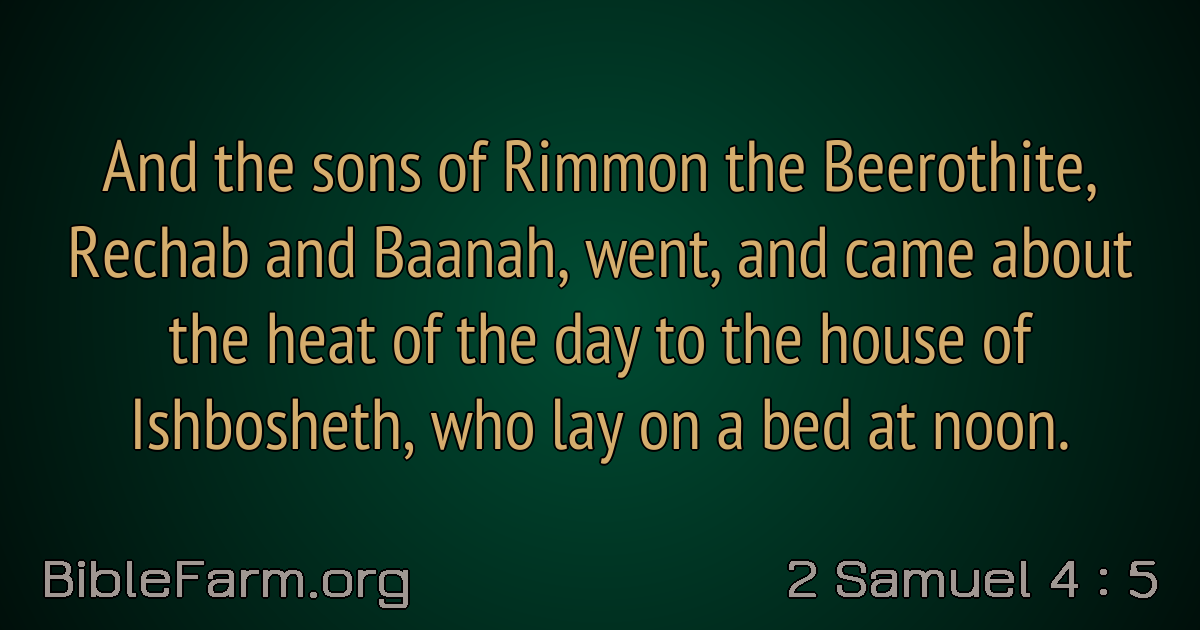 And the sons of Rimmon the Beerothite,
Rechab and Baanah, went, and came about
the heat of the day to the house of
Ishbosheth, who lay on a bed at noon.
BibleFarm.org
2 Samuel 4 : 5